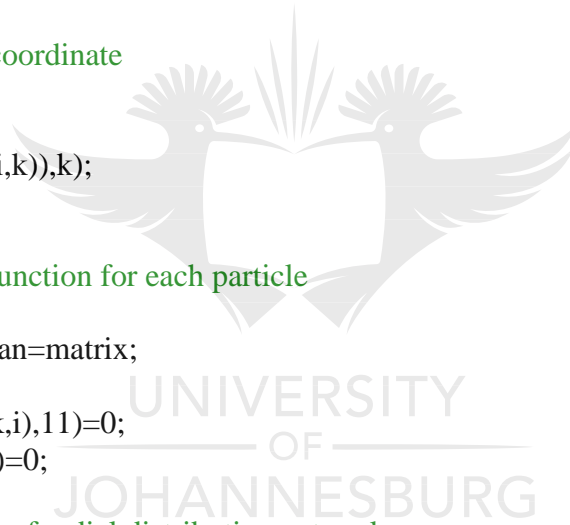 coordinate
i,k)),k);
unction for each particle
an=matrix;
UNIVERSITY
k,i),11)=0;
OF
)=0;
JOHANNESBURG